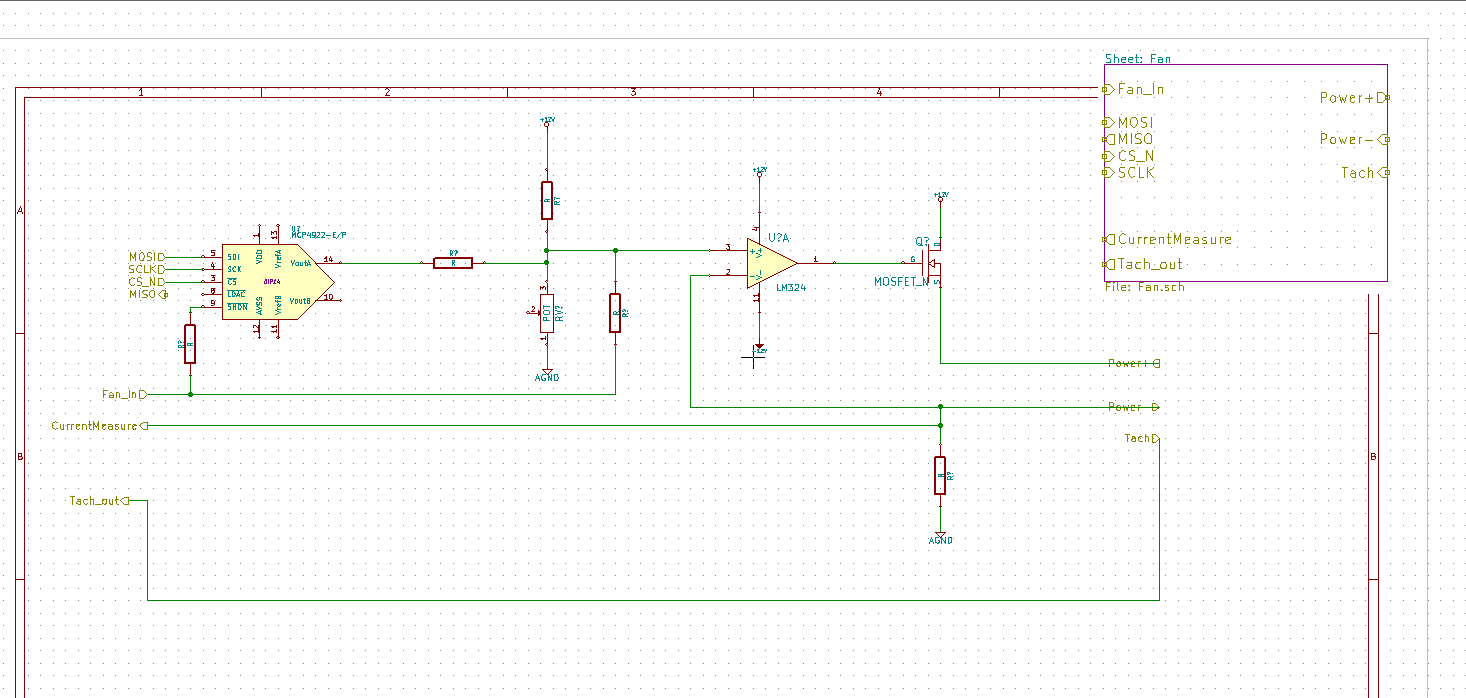 Sheet: Fan
Fan_In
Power+
MOSI
MISO
Power-
CS_N
SCLK
Tach
CurrentMeasure
Tach_out
File: Fan.sch
1
2
3
4
A
B
B
+12V
+12V
+12V
U?
MCP4922-E/P
MOSI
SCLK
CS_N
MISO
5
4
3
8
9
SDI
SCK
CS
LDAC
SHDN
1
13
VDD
VrefA
DIP14
AVSS
VrefB
12
11
VoutA
14
VoutB
10
R?
R
R?
R
R?
R
R?
R
3
2
1
POT
RV?
AGND
U?A
LM324
3
2
4
1
11
+
-
V+
V-
-12V
Q?
MOSFET_N
G
D
S
Fan_In
CurrentMeasure
Tach_out
Power+
Power-
Tach
R?
R
AGND